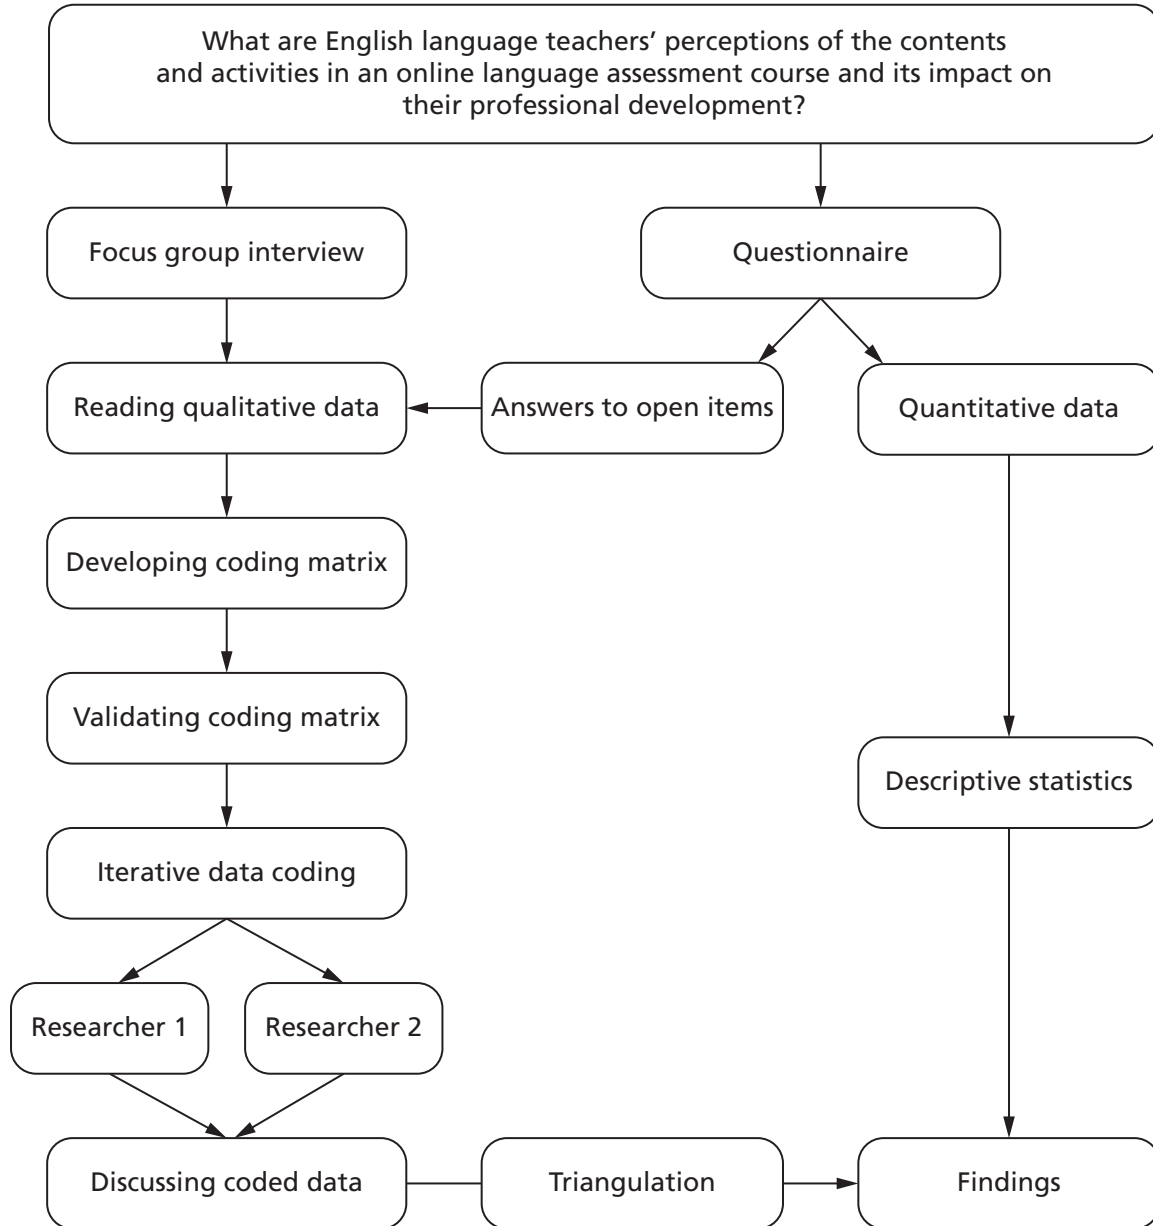 What are English language teachers’ perceptions of the contents
and activities in an online language assessment course and its impact on
their professional development?
Focus group interview
Questionnaire
Reading qualitative data
Answers to open items
Quantitative data
Developing coding matrix
Validating coding matrix
Descriptive statistics
Iterative data coding
Researcher 1
Researcher 2
Discussing coded data
Triangulation
Findings